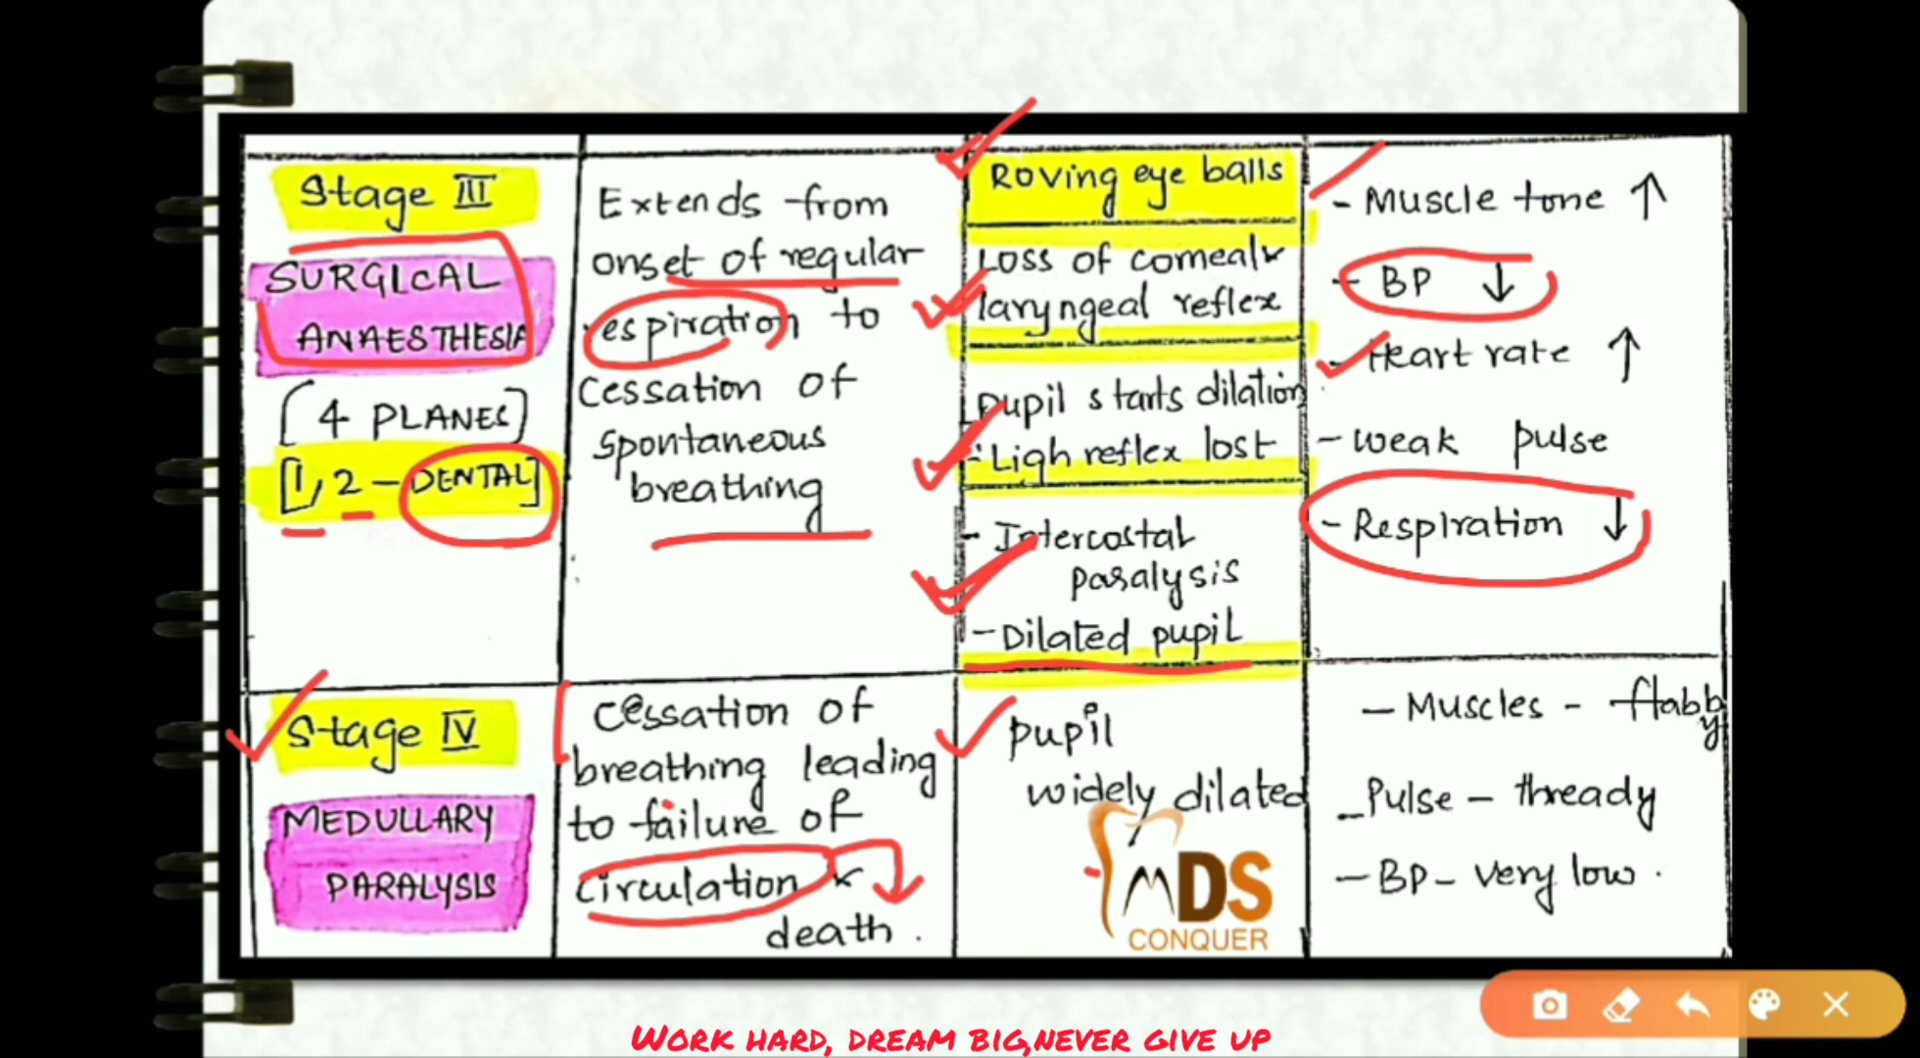 Stage III
SURGICAL
ANAESTHESIA
[4 PLANES]
[1, 2 - DENTAL]
Extends from
onset of regular
respiration to
Cessation of
spontaneous
breathing
Roving eye balls
Loss of corneal &
laryngeal reflex
pupil starts dilation
- Ligh reflex lost
- Intercostal
paralysis
- Dilated pupil
- Muscle tone ↑
- BP ↓
- Heart rate ↑
- weak pulse
- Respiration ↓
Stage IV
MEDULLARY
PARALYSIS
Cessation of
breathing leading
to failure of
circulation &
death.
pupil
widely dilated
MDS
CONQUER
- Muscles - flabby
- Pulse - thready
- BP - very low.
WORK HARD, DREAM BIG,NEVER GIVE UP